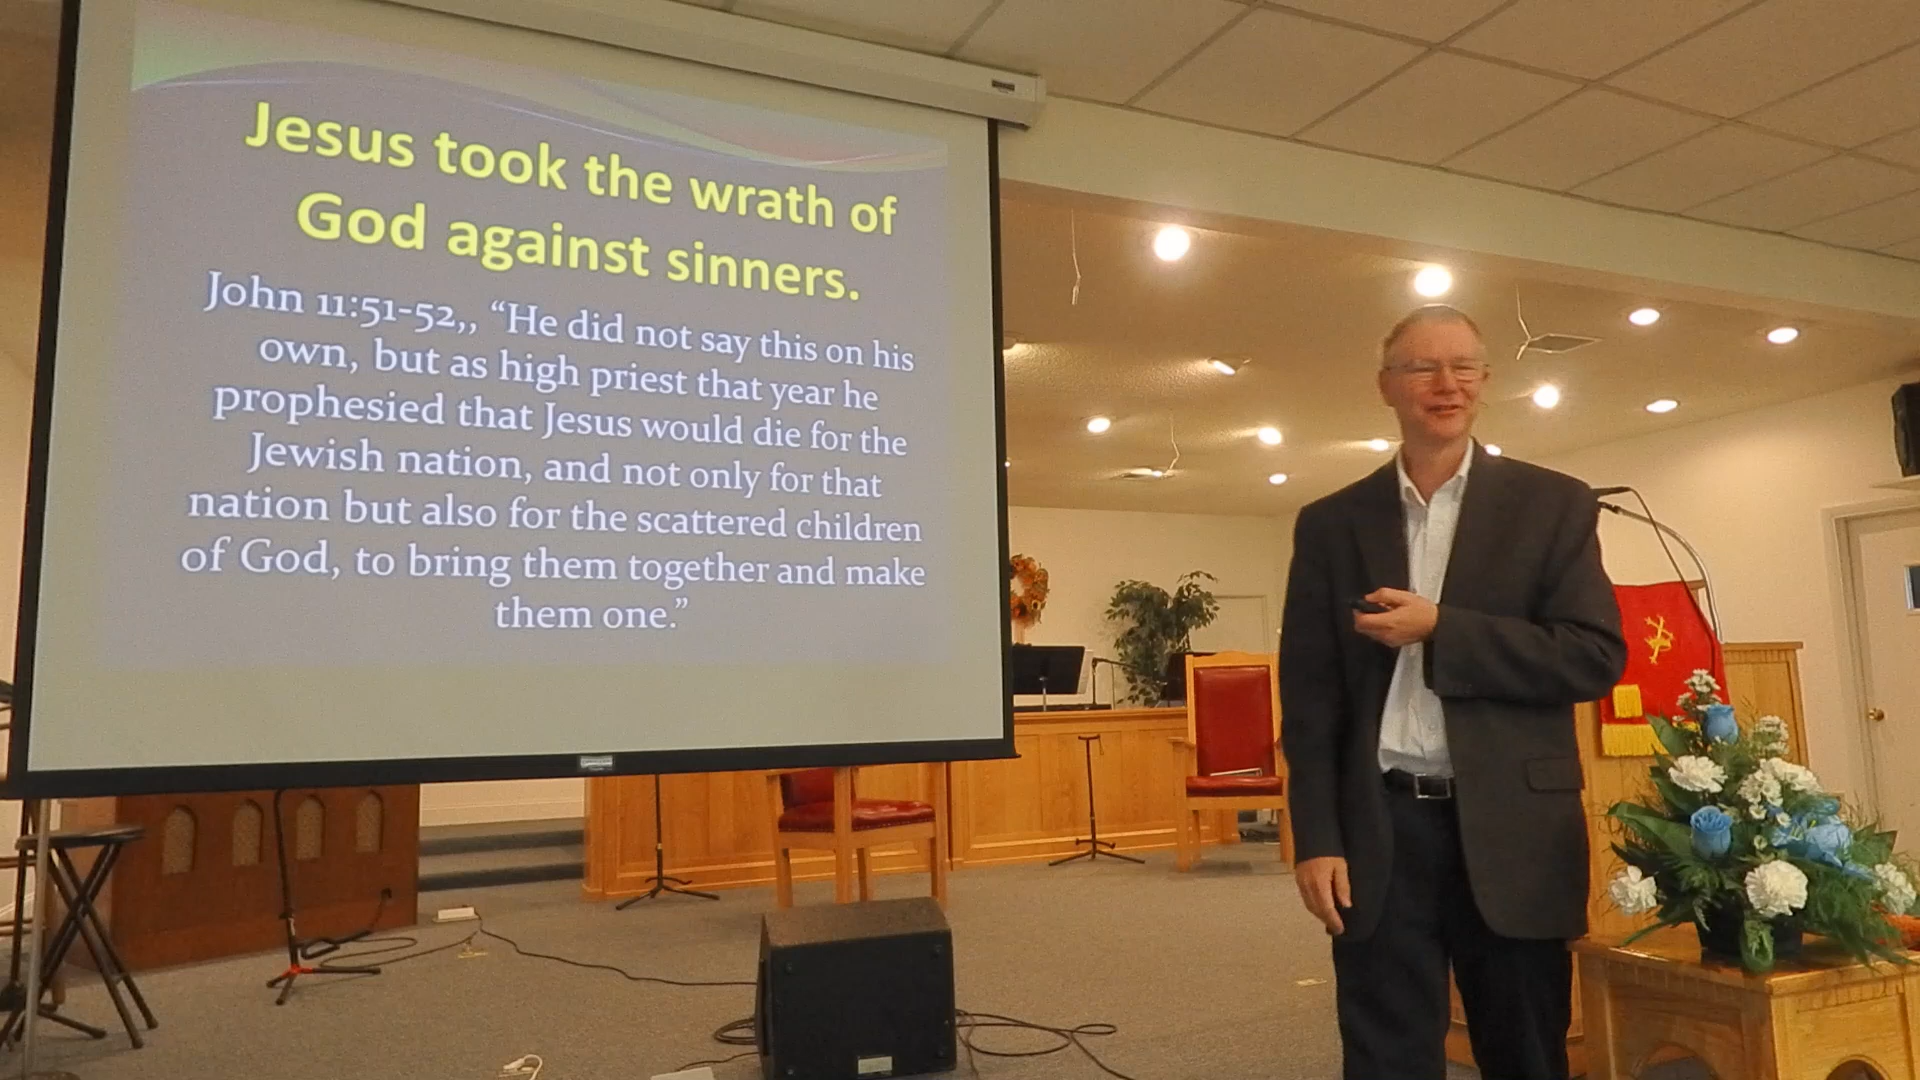 Jesus took the wrath of
God against sinners.
John 11:51-52,, “He did not say this on his
own, but as high priest that year he
prophesied that Jesus would die for the
Jewish nation, and not only for that
nation but also for the scattered children
of God, to bring them together and make
them one.”